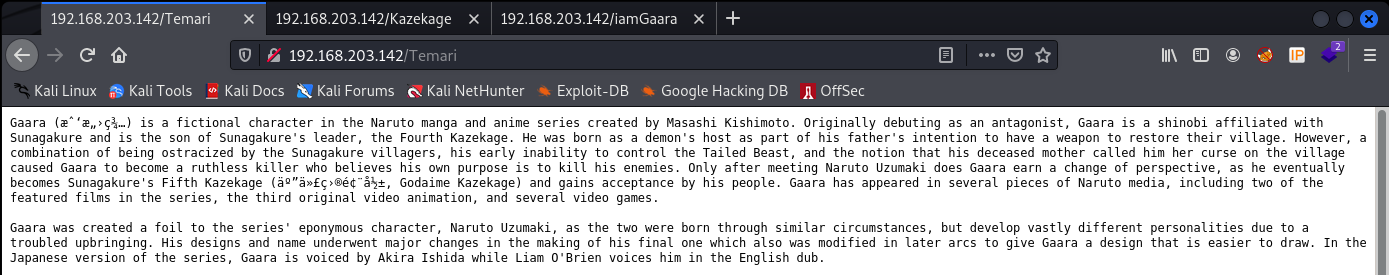 192.168.203.142/Temari
192.168.203.142/Kazekage
192.168.203.142/iamGaara
192.168.203.142/Temari
2
Kali Linux
Kali Tools
Kali Docs
Kali Forums
Kali NetHunter
Exploit-DB
Google Hacking DB
OffSec
Gaara (æˆ‘æ„›ç¾…) is a fictional character in the Naruto manga and anime series created by Masashi Kishimoto. Originally debuting as an antagonist, Gaara is a shinobi affiliated with
Sunagakure and is the son of Sunagakure's leader, the Fourth Kazekage. He was born as a demon's host as part of his father's intention to have a weapon to restore their village. However, a
combination of being ostracized by the Sunagakure villagers, his early inability to control the Tailed Beast, and the notion that his deceased mother called him her curse on the village
caused Gaara to become a ruthless killer who believes his own purpose is to kill his enemies. Only after meeting Naruto Uzumaki does Gaara earn a change of perspective, as he eventually
becomes Sunagakure's Fifth Kazekage (äº”ä»£ç›®é¢¨å½±, Godaime Kazekage) and gains acceptance by his people. Gaara has appeared in several pieces of Naruto media, including two of the
featured films in the series, the third original video animation, and several video games.
Gaara was created a foil to the series' eponymous character, Naruto Uzumaki, as the two were born through similar circumstances, but develop vastly different personalities due to a
troubled upbringing. His designs and name underwent major changes in the making of his final one which also was modified in later arcs to give Gaara a design that is easier to draw. In the
Japanese version of the series, Gaara is voiced by Akira Ishida while Liam O'Brien voices him in the English dub.